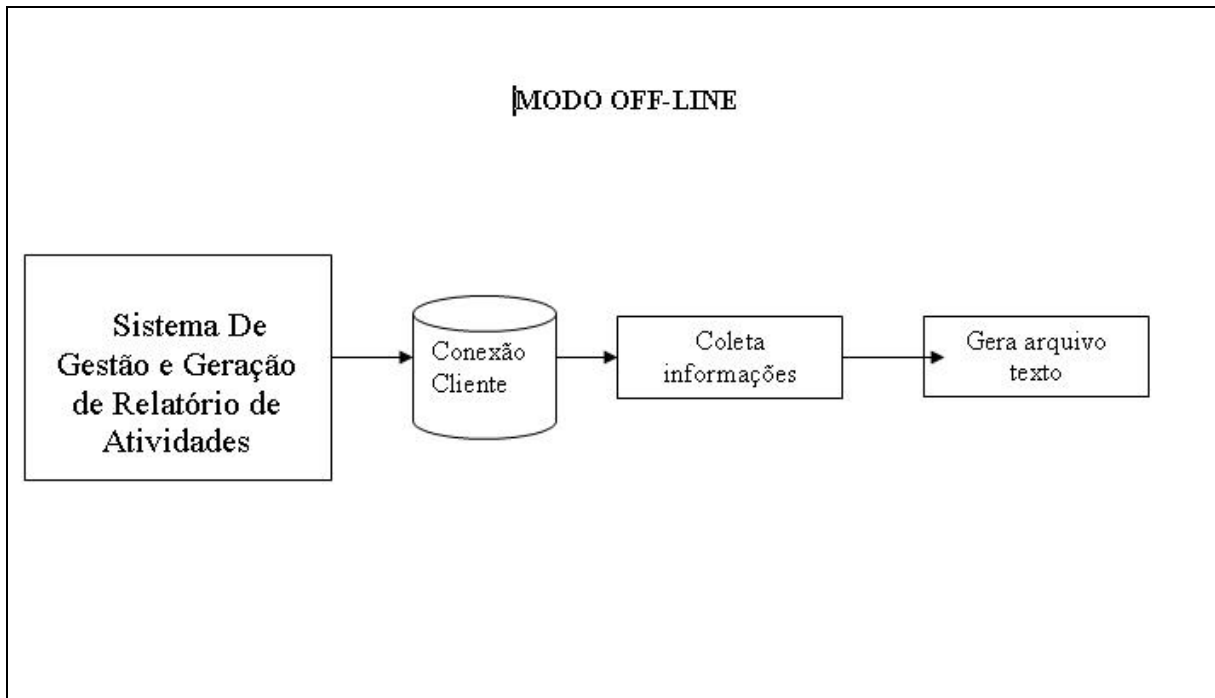 MODO OFF-LINE
Sistema De
Gestão e Geração
de Relatório de
Atividades
Conexão
Cliente
Coleta
informações
Gera arquivo
texto